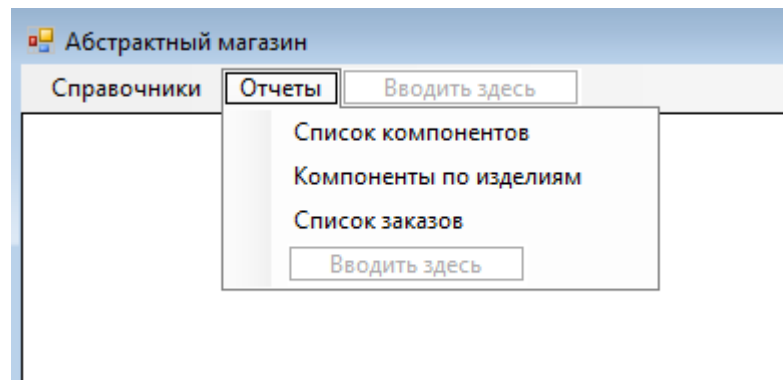 Абстрактный магазин
Справочники Отчеты Вводить здесь
Список компонентов
Компоненты по изделиям
Список заказов
Вводить здесь